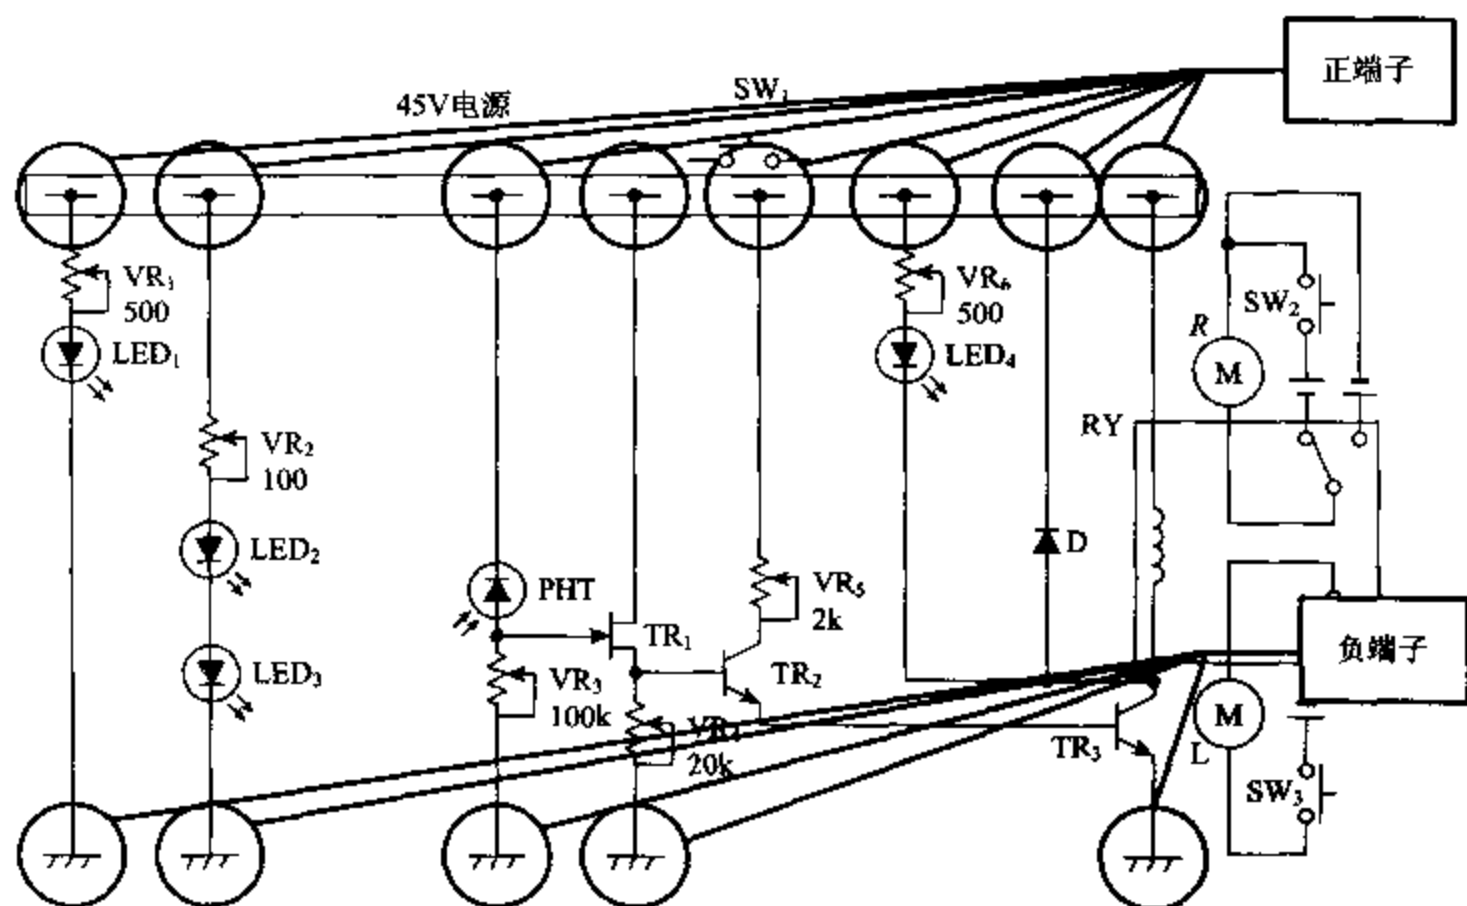 正端子
45V电源
SW₁
VR₁
500
LED₁
VR₂
100
LED₂
LED₃
PHT
VR₃
100k
TR₁
VR₄
20k
TR₂
VR₅
2k
VR₆
500
LED₄
D
RY
TR₃
R
M
SW₂
负端子
M
L
SW₃